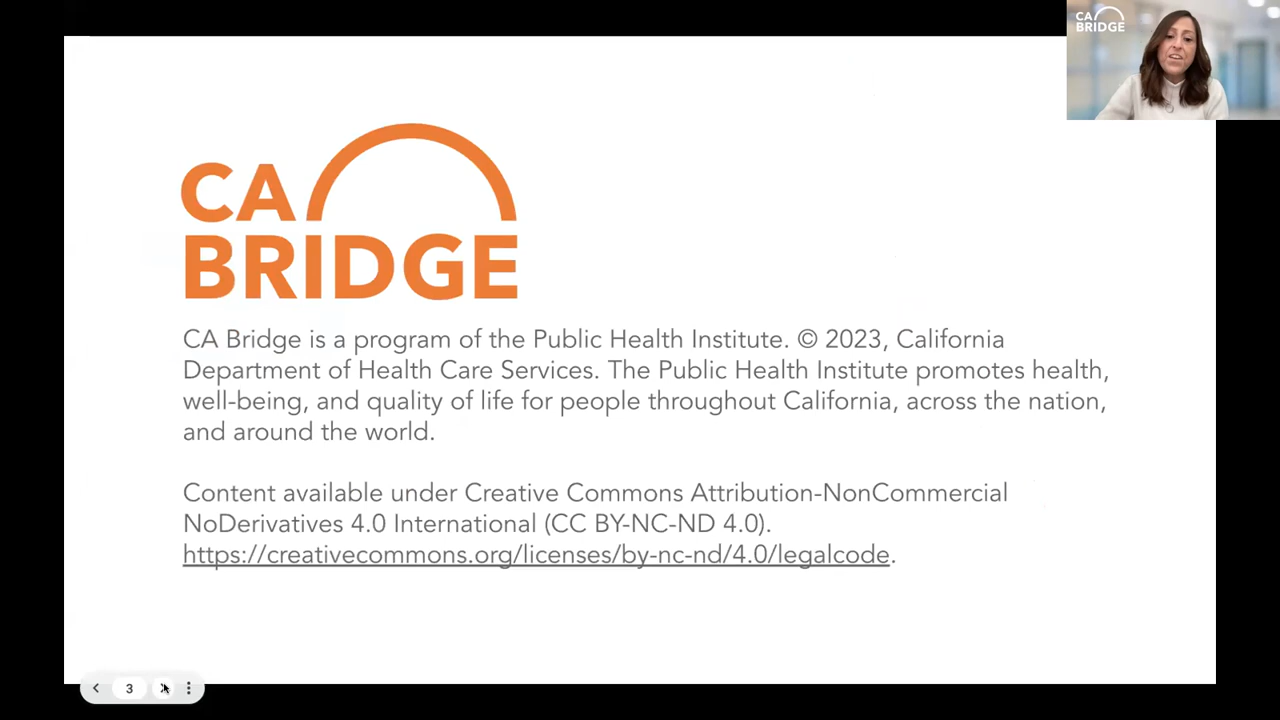 CA
BRIDGE
CA
BRIDGE
CA Bridge is a program of the Public Health Institute. © 2023, California
Department of Health Care Services. The Public Health Institute promotes health,
well-being, and quality of life for people throughout California, across the nation,
and around the world.
Content available under Creative Commons Attribution-NonCommercial
NoDerivatives 4.0 International (CC BY-NC-ND 4.0).
https://creativecommons.org/licenses/by-nc-nd/4.0/legalcode.
3